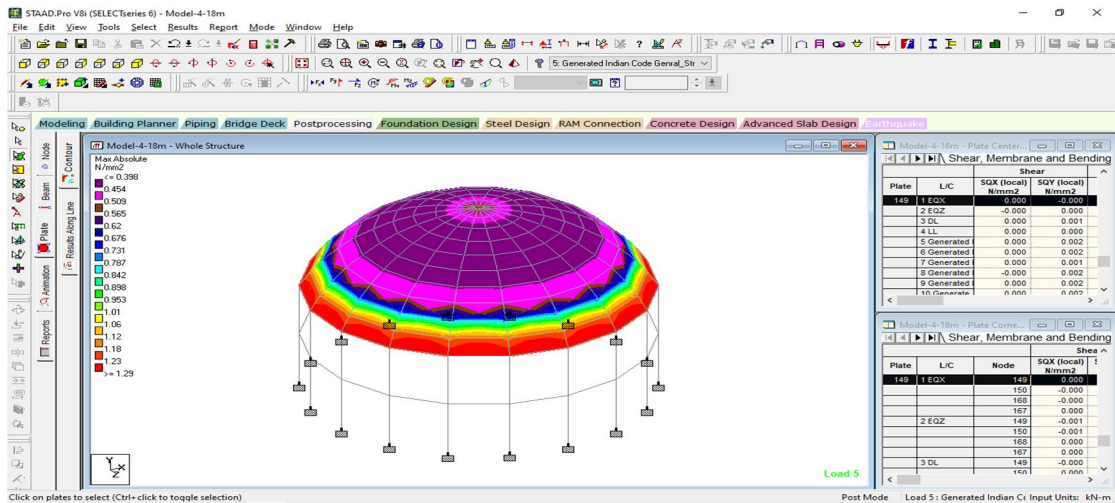 STAAD.Pro V8i (SELECTseries 6) - Model-4-18m
File Edit View Tools Select Results Report Mode Window Help
5: Generated Indian Code Genral_Str
Modeling Building Planner Piping Bridge Deck Postprocessing Foundation Design Steel Design RAM Connection Concrete Design Advanced Slab Design Earthquake
Node
Beam
Plate
Animation
Reports
Contour
Results Along Line
Model-4-18m - Whole Structure
Max Absolute
N/mm2
<= 0.398
0.454
0.509
0.565
0.62
0.676
0.731
0.787
0.842
0.898
0.953
1.01
1.06
1.12
1.18
1.23
>= 1.29
Y
X
Z
Load 5
Model-4-18m - Plate Center...
Shear, Membrane and Bending
Shear
Plate L/C SQX (local) N/mm2 SQY (local) N/mm2
149 1 EQX 0.000 -0.000
2 EQZ -0.000 0.000
3 DL 0.000 0.001
4 LL 0.000 0.000
5 Generated 0.000 0.002
6 Generated 0.000 0.002
7 Generated 0.000 0.001
8 Generated -0.000 0.002
9 Generated 0.000 0.002
10 Generate 0.000 0.002
Model-4-18m - Plate Corne...
Shear, Membrane and Bending
Shea
Plate L/C Node SQX (local) N/mm2
149 1 EQX 149 0.000
150 -0.000
168 -0.000
167 0.000
2 EQZ 149 -0.001
150 -0.001
168 0.000
167 0.000
3 DL 149 -0.000
150 0.000
Click on plates to select (Ctrl+click to toggle selection)
Post Mode Load 5 : Generated Indian Cc Input Units: kN-m